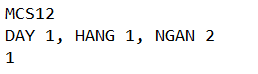 MCS12
DAY 1, HANG 1, NGAN 2
1